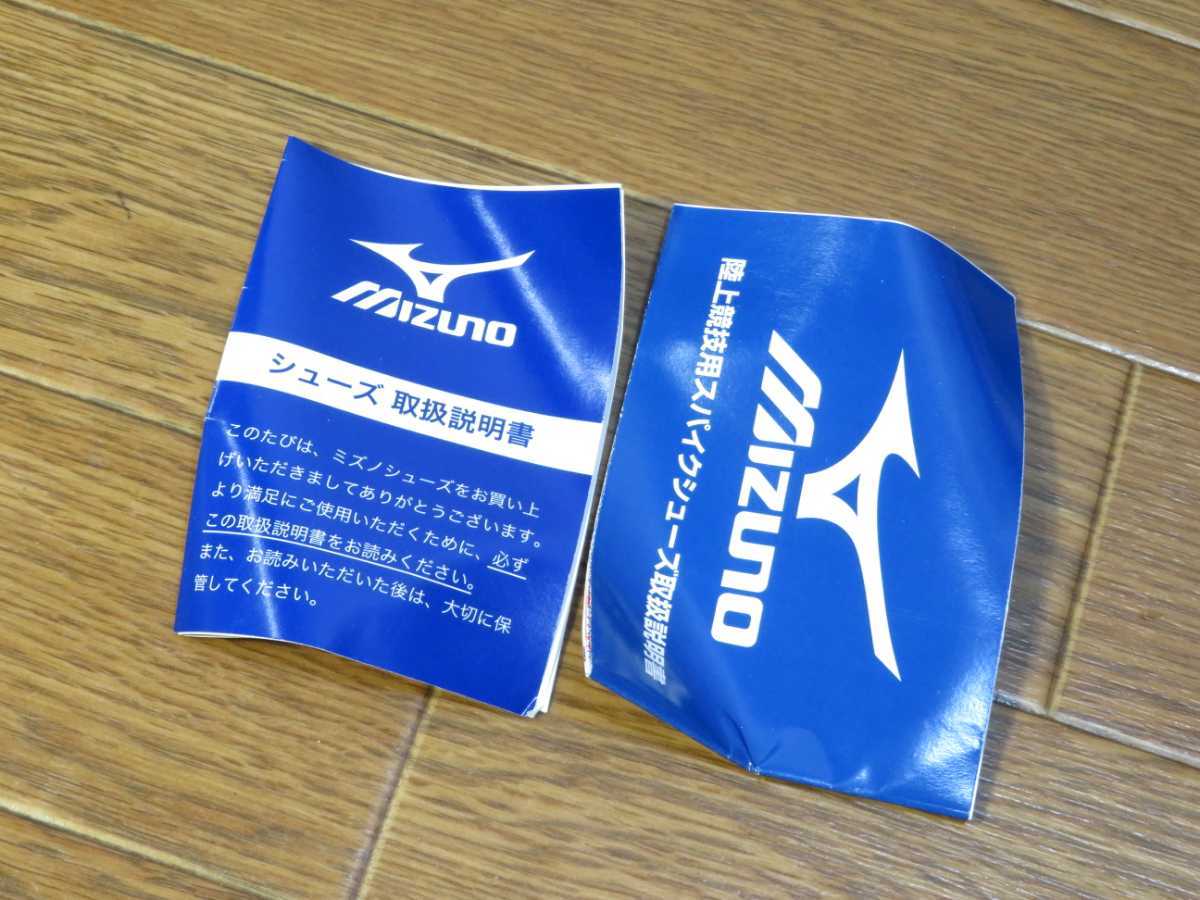 MIZUNO
シューズ 取扱説明書
このたびは、ミズノシューズをお買い上
げいただきましてありがとうございます。
より満足にご使用いただくために、必ず
この取扱説明書をお読みください。
また、お読みいただいた後は、大切に保
管してください。
MIZUNO
陸上競技用スパイクシューズ取扱説明書